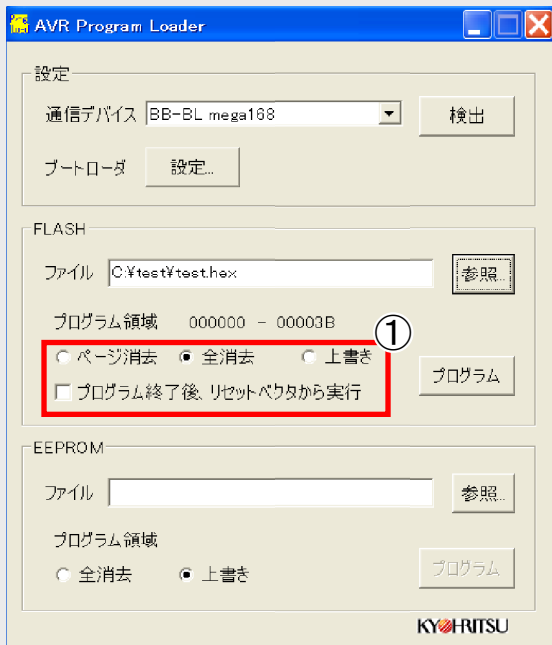 AVR Program Loader
設定
通信デバイス BB-BL mega168 検出
ブートローダ 設定...
FLASH
ファイル C:¥test¥test.hex 参照..
プログラム領域 000000 - 00003B
①
ページ消去 全消去 上書き
プログラム終了後、リセットベクタから実行
プログラム
EEPROM
ファイル 参照..
プログラム領域
全消去 上書き
プログラム
KYOHRITSU